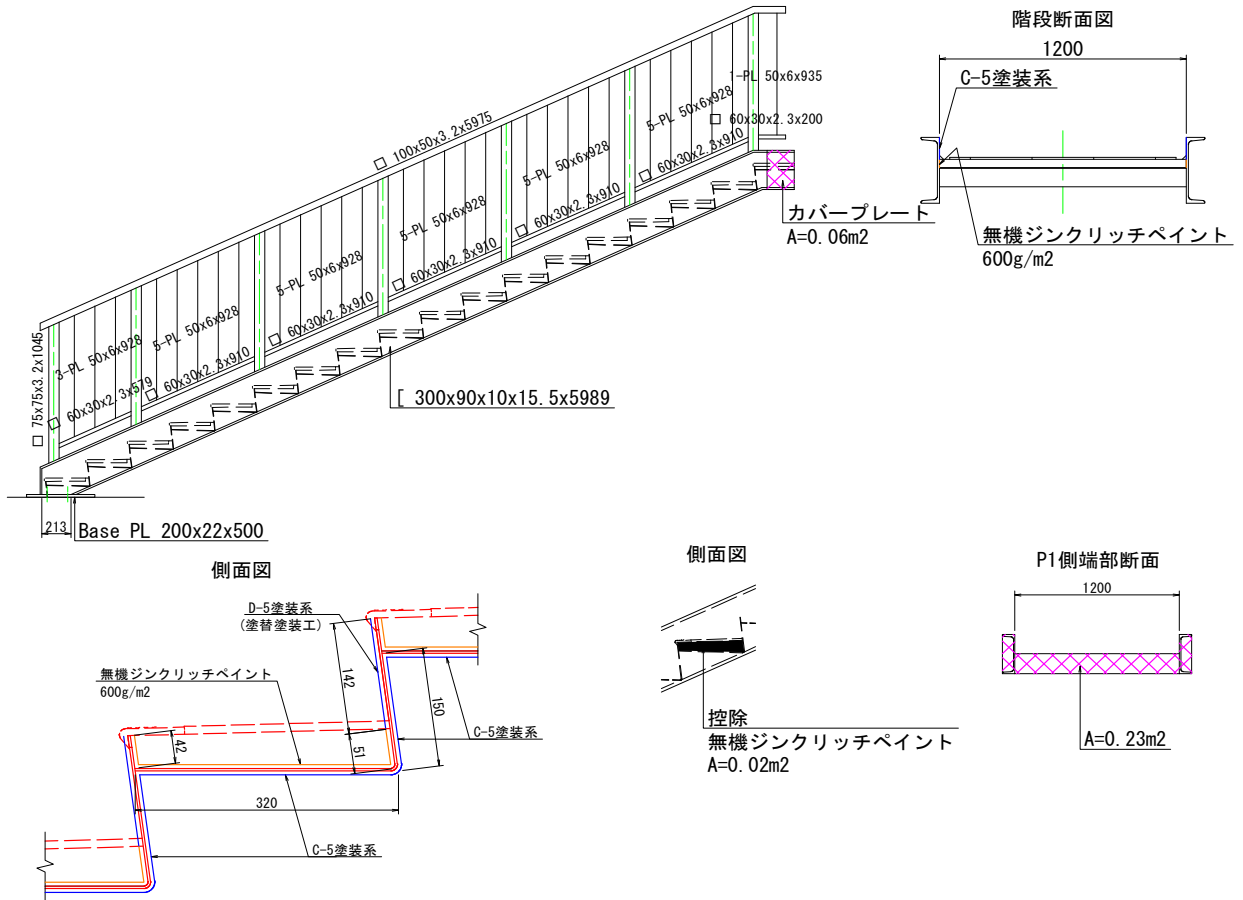 階段断面図
1200
C-5塗装系
無機ジンクリッチペイント
600g/m2
1-PL 50x6x935
□ 60x30x2.3x200
□ 100x50x3.2x5975
5-PL 50x6x928
□ 60x30x2.3x910
5-PL 50x6x928
□ 60x30x2.3x910
5-PL 50x6x928
□ 60x30x2.3x910
5-PL 50x6x928
□ 60x30x2.3x910
5-PL 50x6x928
□ 60x30x2.3x910
3-PL 50x6x928
□ 60x30x2.3x579
□ 75x75x3.2x1045
カバープレート
A=0.06m2
[ 300x90x10x15.5x5989
213
Base PL 200x22x500
側面図
D-5塗装系
(塗替塗装工)
無機ジンクリッチペイント
600g/m2
142
150
51
42
C-5塗装系
320
C-5塗装系
側面図
控除
無機ジンクリッチペイント
A=0.02m2
P1側端部断面
1200
A=0.23m2